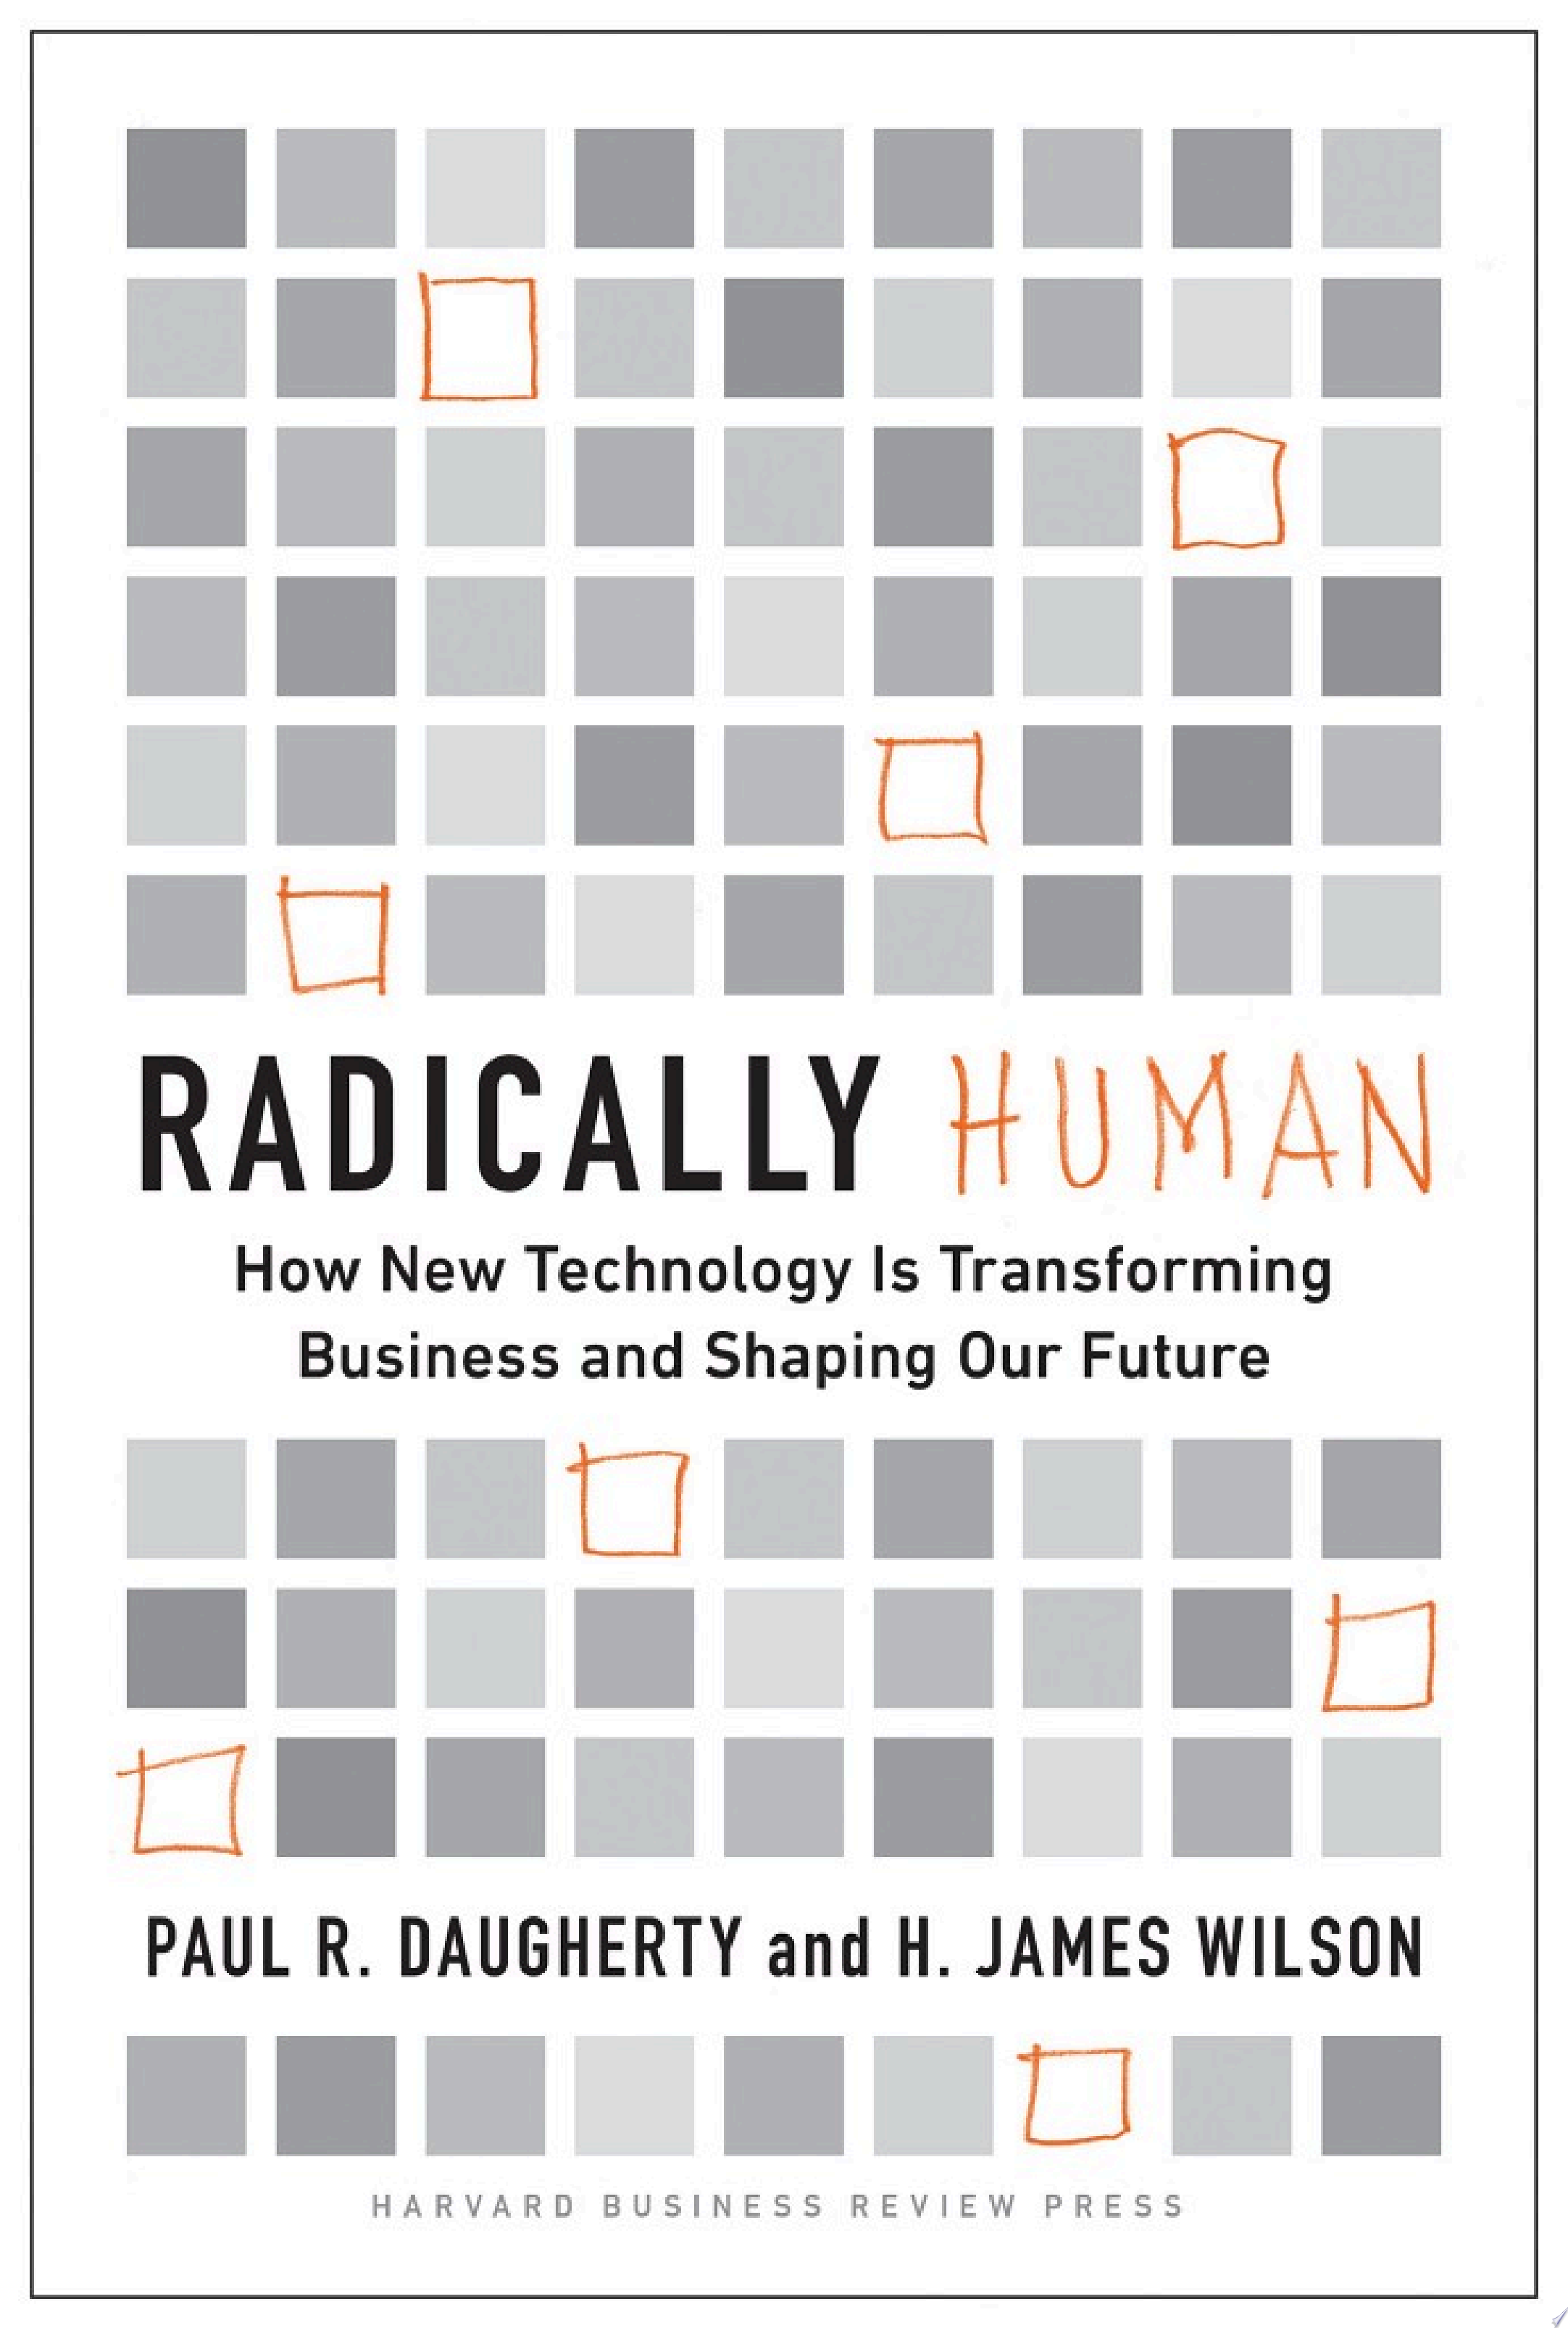 RADICALLY HUMAN
How New Technology Is Transforming
Business and Shaping Our Future
PAUL R. DAUGHERTY and H. JAMES WILSON
HARVARD BUSINESS REVIEW PRESS